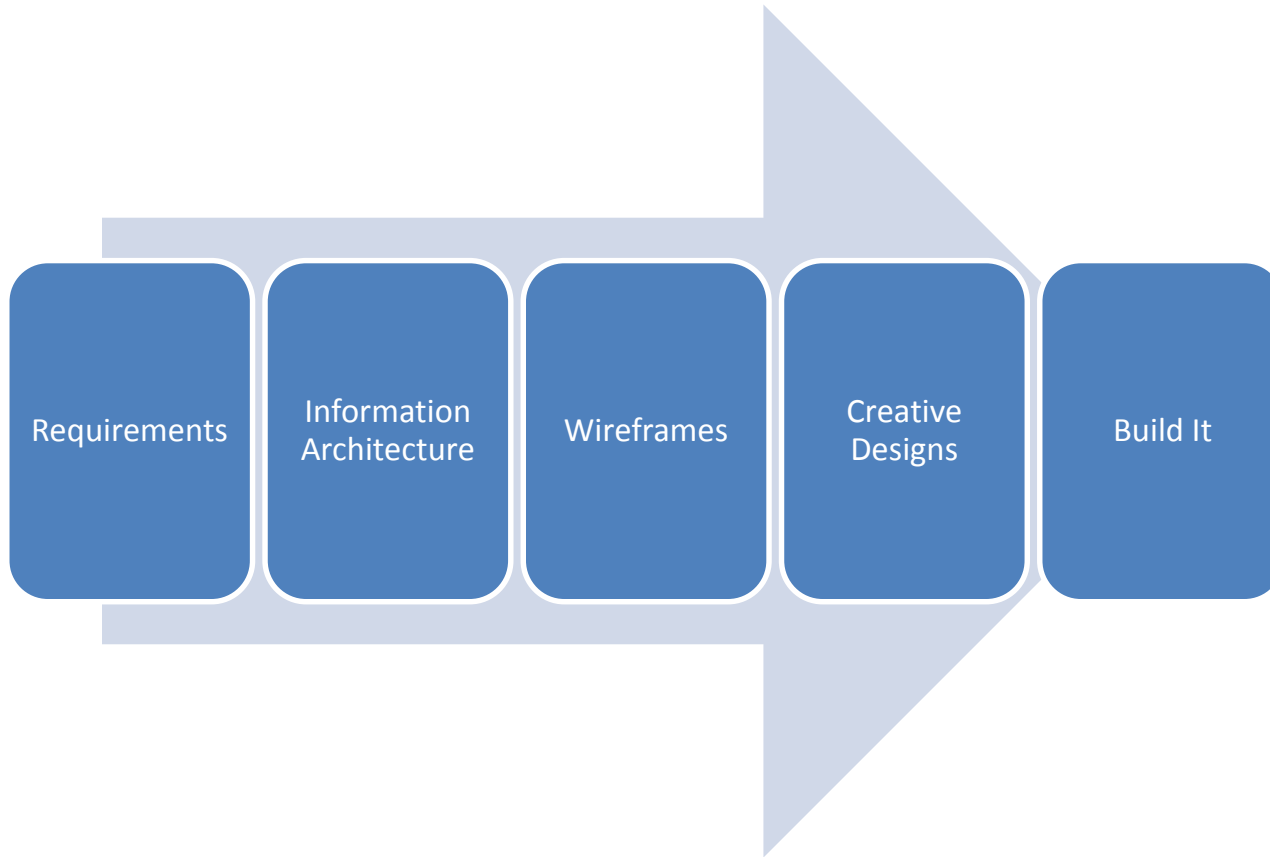 Requirements
Information
Architecture
Wireframes
Creative
Designs
Build It